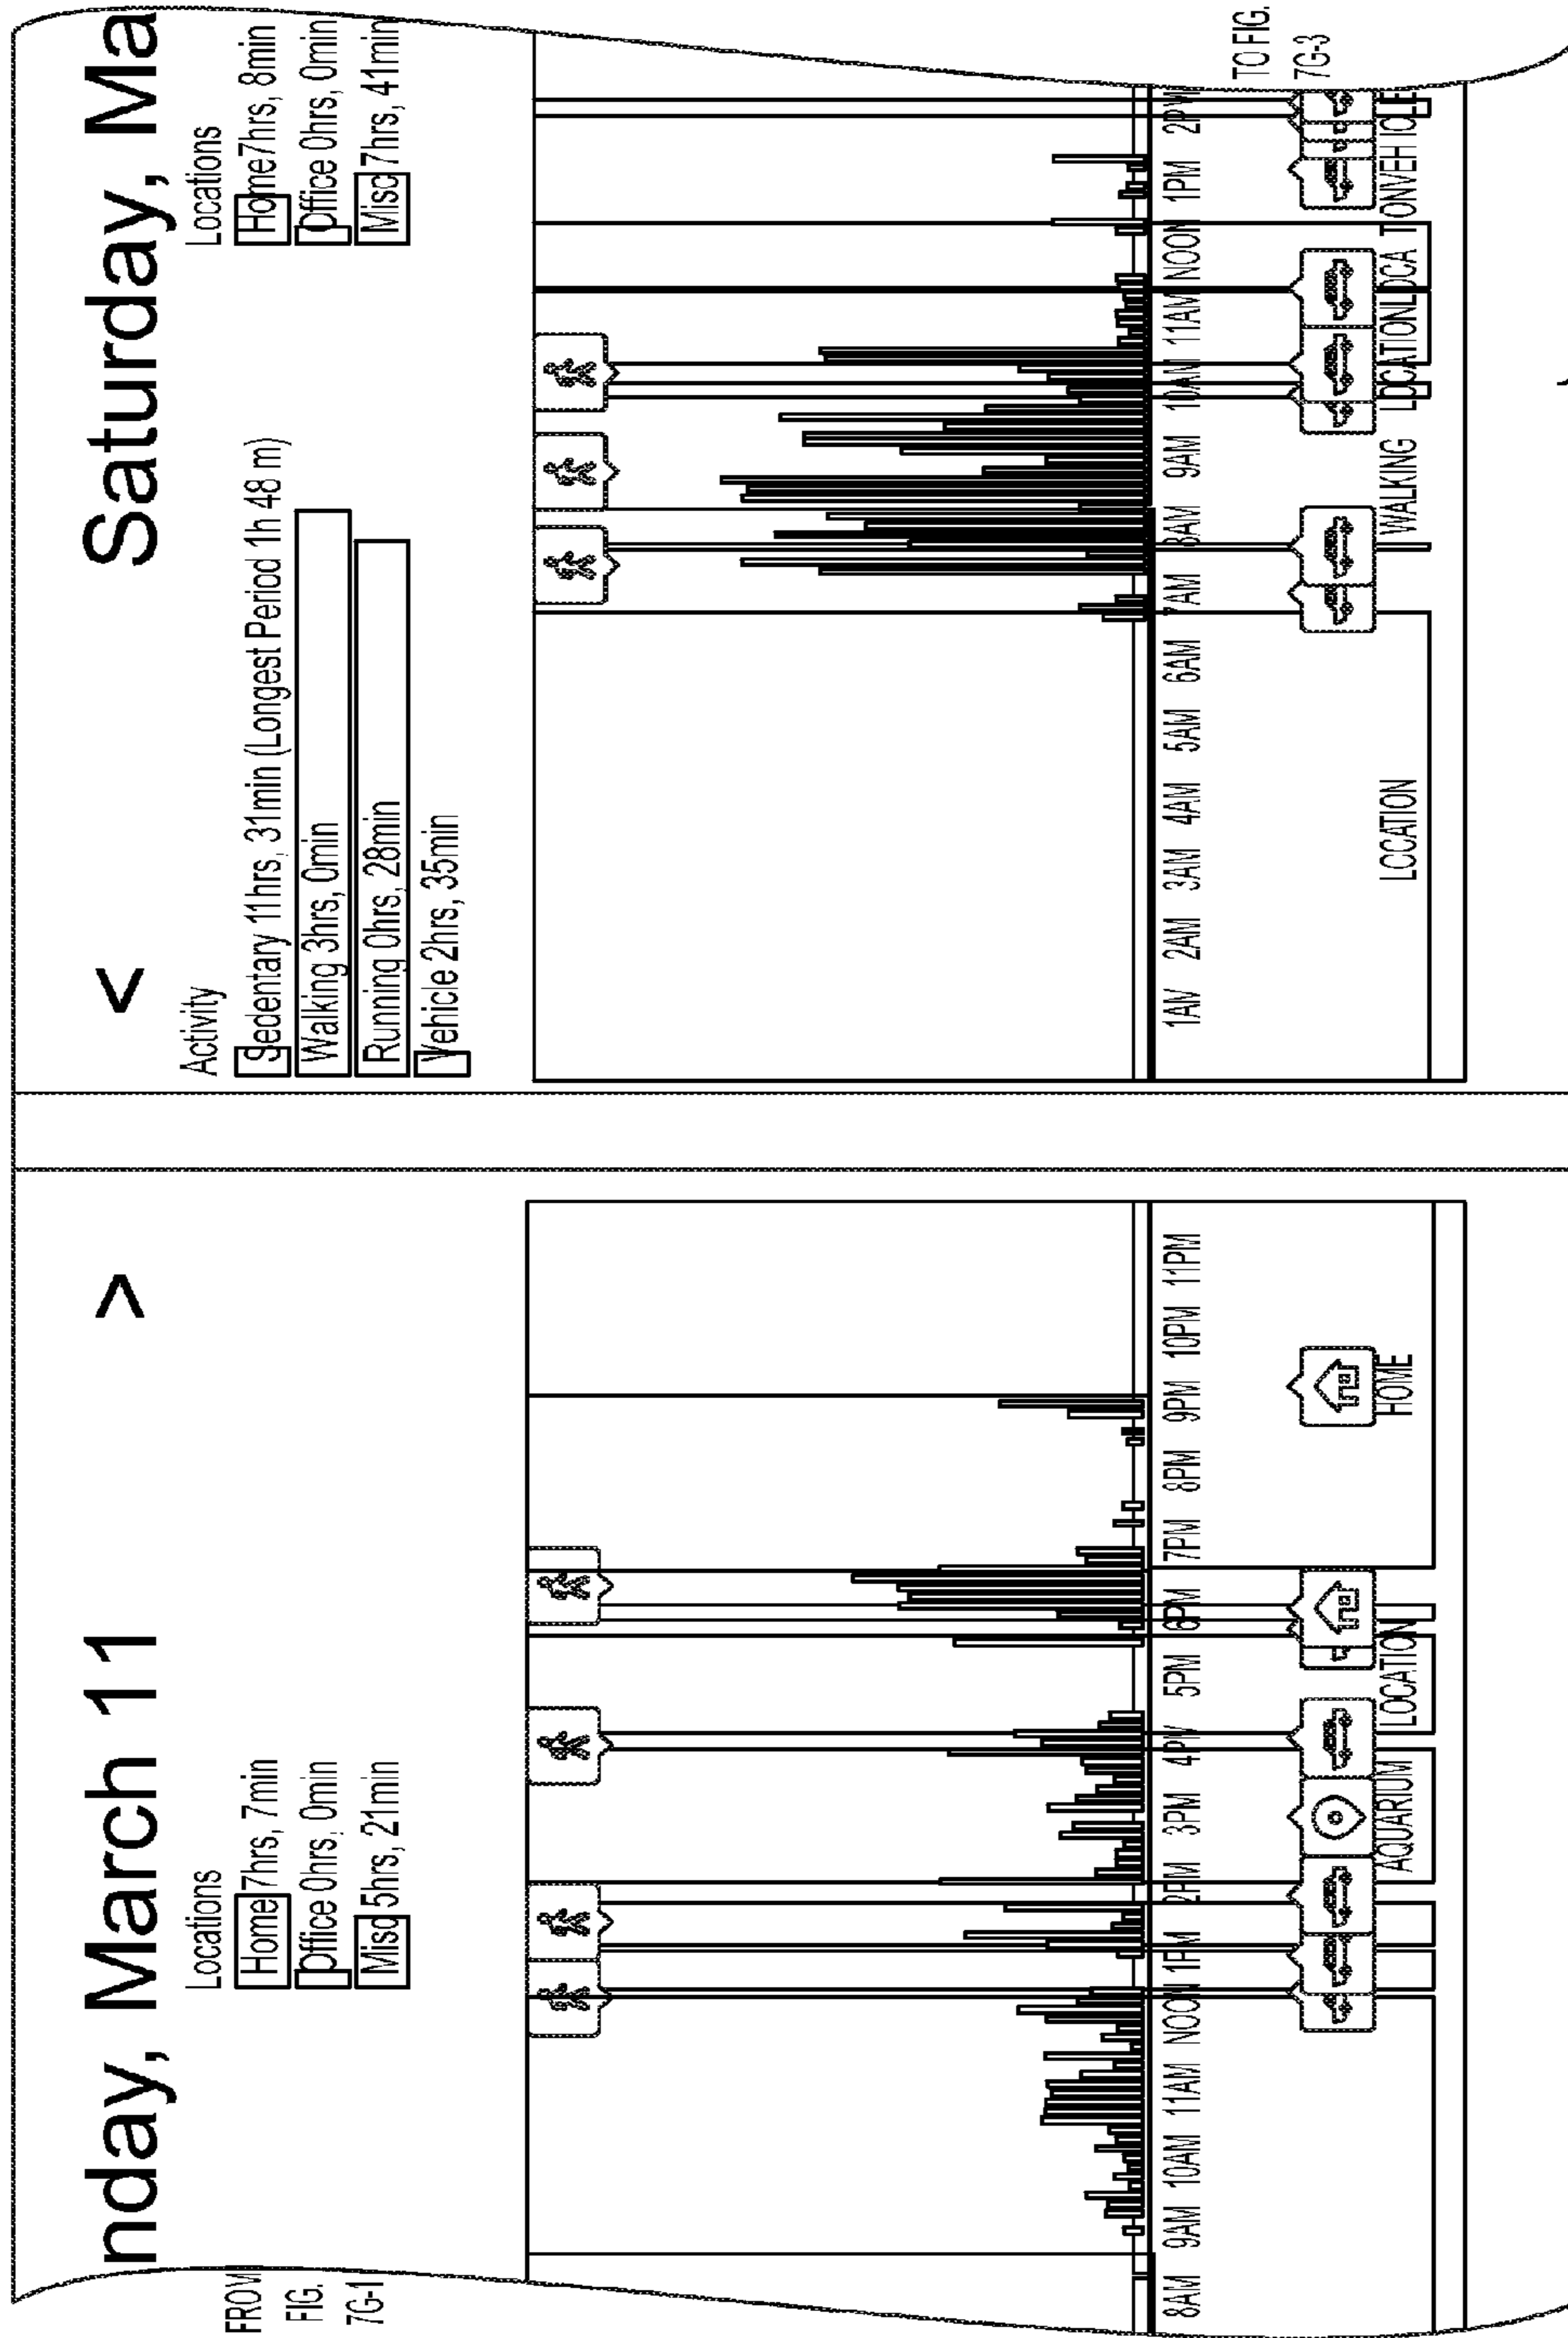 FROM
FIG.
7G-1
nday, March 11 >
Locations
Home 7hrs, 7min
Office 0hrs, 0min
Misc 5hrs, 21min
8AM 9AM 10AM 11AM NOON 1PM 2PM 3PM 4PM 5PM 6PM 7PM 8PM 9PM 10PM 11PM
AQUARIUM LOCATION HOME
< Saturday, Ma
Activity
Sedentary 11hrs, 31min (Longest Period 1h 48 m)
Walking 3hrs, 0min
Running 0hrs, 28min
Vehicle 2hrs, 35min
Locations
Home 7hrs, 8min
Office 0hrs, 0min
Misc 7hrs, 41min
1AM 2AM 3AM 4AM 5AM 6AM 7AM 8AM 9AM 10AM 11AM NOON 1PM 2PM
LOCATION WALKING LOCATION LOCA TION VEHICLE
TO FIG.
7G-3